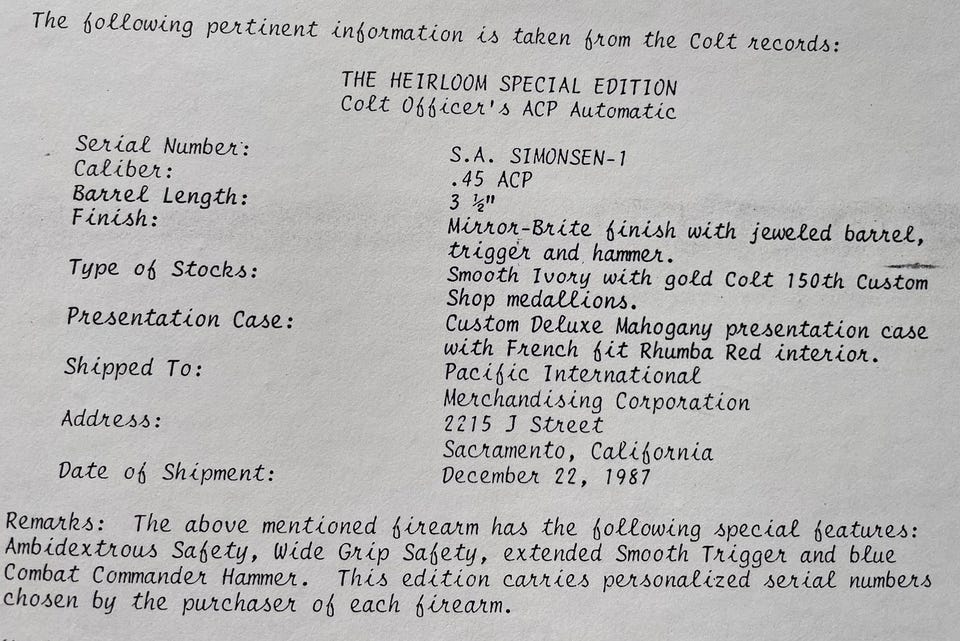 The following pertinent information is taken from the Colt records:
THE HEIRLOOM SPECIAL EDITION
Colt Officer's ACP Automatic
Serial Number: S.A. SIMONSEN-1
Caliber: .45 ACP
Barrel Length: 3 ½"
Finish: Mirror-Brite finish with jeweled barrel,
trigger and hammer.
Type of Stocks: Smooth Ivory with gold Colt 150th Custom
Shop medallions.
Presentation Case: Custom Deluxe Mahogany presentation case
with French fit Rhumba Red interior.
Shipped To: Pacific International
Merchandising Corporation
Address: 2215 J Street
Sacramento, California
Date of Shipment: December 22, 1987
Remarks: The above mentioned firearm has the following special features:
Ambidextrous Safety, Wide Grip Safety, extended Smooth Trigger and blue
Combat Commander Hammer. This edition carries personalized serial numbers
chosen by the purchaser of each firearm.